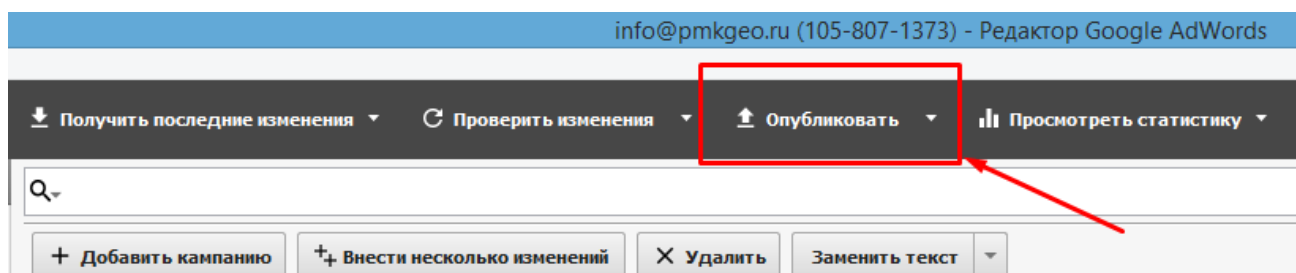 info@pmkgeo.ru (105-807-1373) - Редактор Google AdWords
Получить последние изменения Проверить изменения Опубликовать Просмотреть статистику
+ Добавить кампанию Внести несколько изменений Удалить Заменить текст